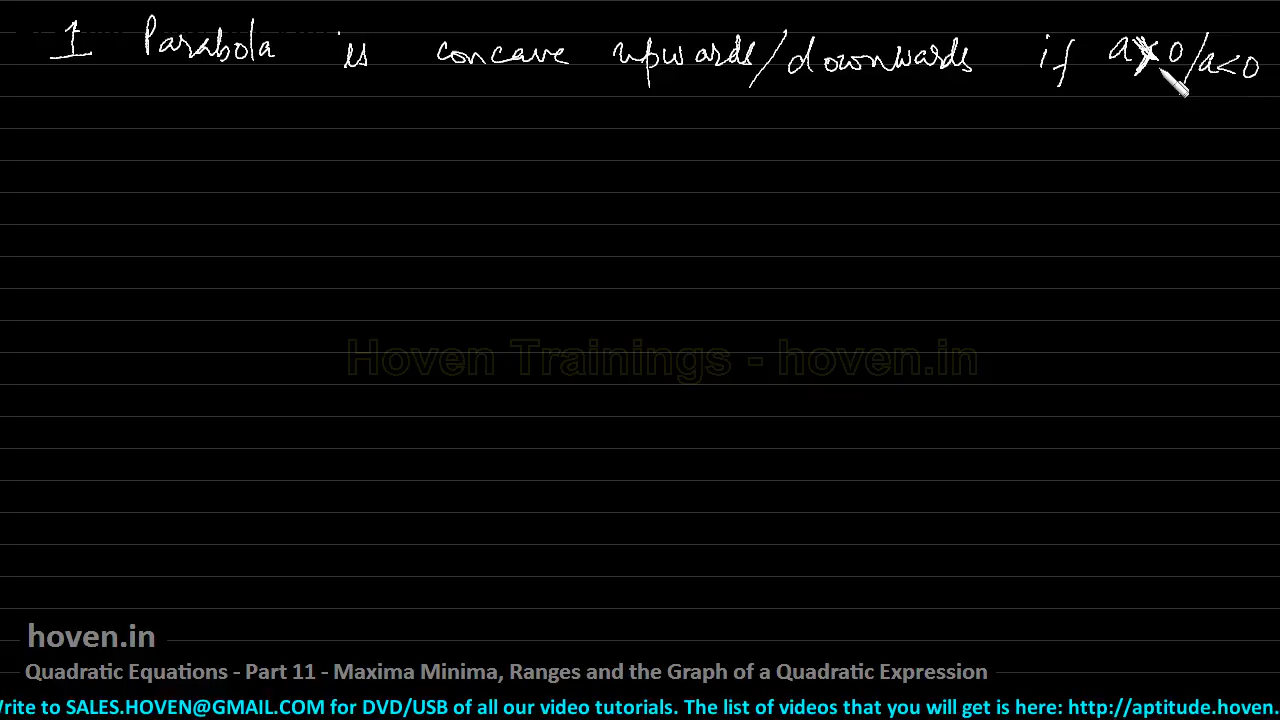 1 Parabola is concave upwards/downwards if a>0/a<0
Hoven Trainings - hoven.in
hoven.in
Quadratic Equations - Part 11 - Maxima Minima, Ranges and the Graph of a Quadratic Expression
Write to SALES.HOVEN@GMAIL.COM for DVD/USB of all our video tutorials. The list of videos that you will get is here: http://aptitude.hoven.